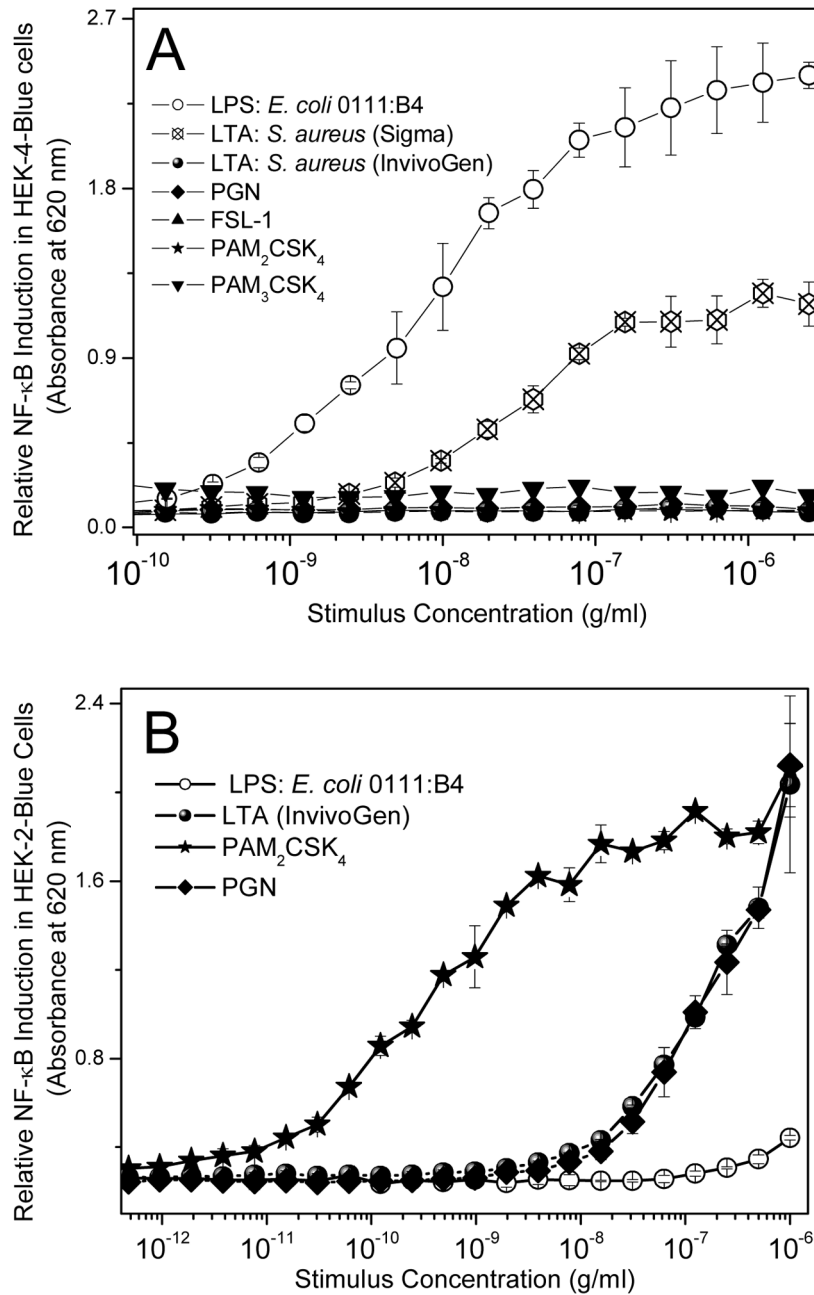 A
2.7
1.8
0.9
0.0
Relative NF-κB Induction in HEK-4-Blue cells
(Absorbance at 620 nm)
LPS: E. coli 0111:B4
LTA: S. aureus (Sigma)
LTA: S. aureus (InvivoGen)
PGN
FSL-1
PAM₂CSK₄
PAM₃CSK₄
10⁻¹⁰ 10⁻⁹ 10⁻⁸ 10⁻⁷ 10⁻⁶
Stimulus Concentration (g/ml)
B
2.4
1.6
0.8
Relative NF-κB Induction in HEK-2-Blue Cells
(Absorbance at 620 nm)
LPS: E. coli 0111:B4
LTA (InvivoGen)
PAM₂CSK₄
PGN
10⁻¹² 10⁻¹¹ 10⁻¹⁰ 10⁻⁹ 10⁻⁸ 10⁻⁷ 10⁻⁶
Stimulus Concentration (g/ml)